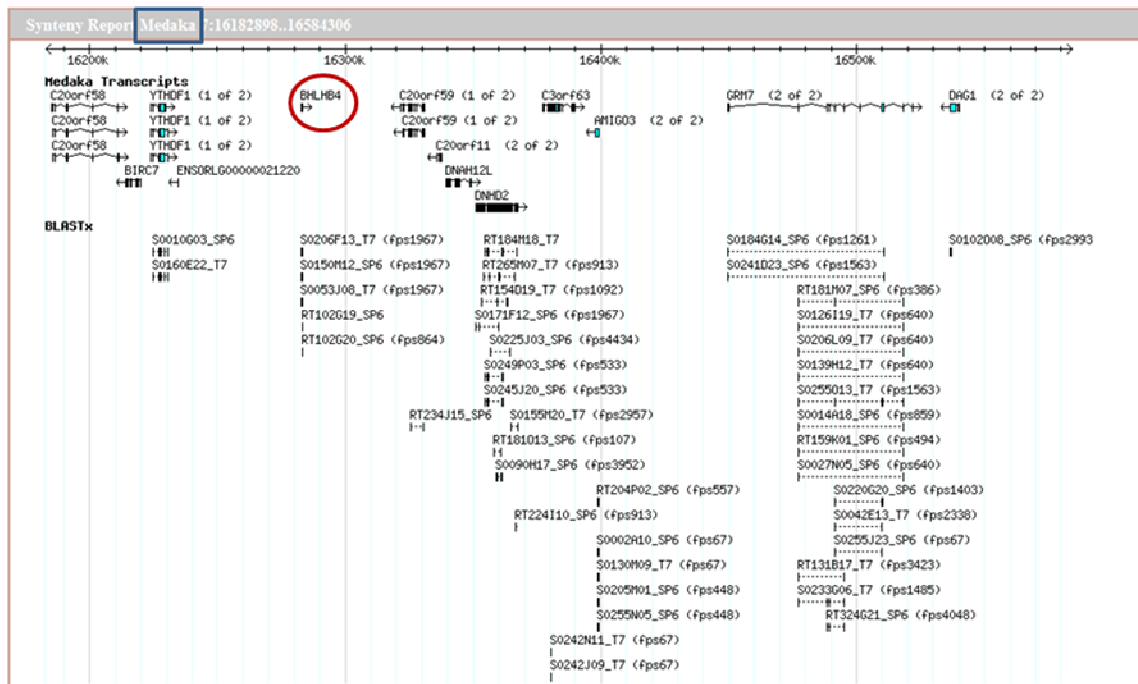 Synteny Report Medaka 7:16182898..16584306
16200k 16300k 16400k 16500k
Medaka Transcripts
C20orf58 YTHDF1 (1 of 2) BHLHB4 C20orf59 (1 of 2) C3orf63 GRM7 (2 of 2) DAG1 (2 of 2)
C20orf58 YTHDF1 (1 of 2) C20orf59 (1 of 2) AMIGO3 (2 of 2)
C20orf58 YTHDF1 (1 of 2) C20orf11 (2 of 2)
BIRC7 ENSORLG00000021220 DNAH12L
DNHD2
BLASTx
S0010G03_SP6 S0206F13_T7 (fps1967) RT184M18_T7 S0184G14_SP6 (fps1261) S0102D08_SP6 (fps2993
S0160E22_T7 S0150M12_SP6 (fps1967) RT265M07_T7 (fps913) S0241D23_SP6 (fps1563)
S0053J08_T7 (fps1967) RT154D19_T7 (fps1092) RT181M07_SP6 (fps386)
RT102G19_SP6 S0171F12_T7 (fps1967) S0126I19_T7 (fps640)
RT102G20_SP6 (fps864) S0225J03_SP6 (fps4434) S0206L09_T7 (fps640)
S0249P03_SP6 (fps533) S0139H12_T7 (fps640)
S0245J20_SP6 (fps533) S0255O13_T7 (fps1563)
RT234J15_SP6 S0155M20_T7 (fps2957) S0014A18_SP6 (fps859)
RT181O13_SP6 (fps107) RT159K01_SP6 (fps494)
S0090H17_SP6 (fps3952) S0027N05_SP6 (fps640)
RT204P02_SP6 (fps557) S0220G20_SP6 (fps1403)
RT224I10_SP6 (fps913) S0042E13_T7 (fps2338)
S0002A10_SP6 (fps67) S0255J23_SP6 (fps67)
S0130M09_T7 (fps67) RT131B17_T7 (fps3423)
S0205M01_SP6 (fps448) S0233G06_T7 (fps1485)
S0255N05_SP6 (fps448) RT324G21_SP6 (fps4048)
S0242N11_T7 (fps67)
S0242J09_T7 (fps67)